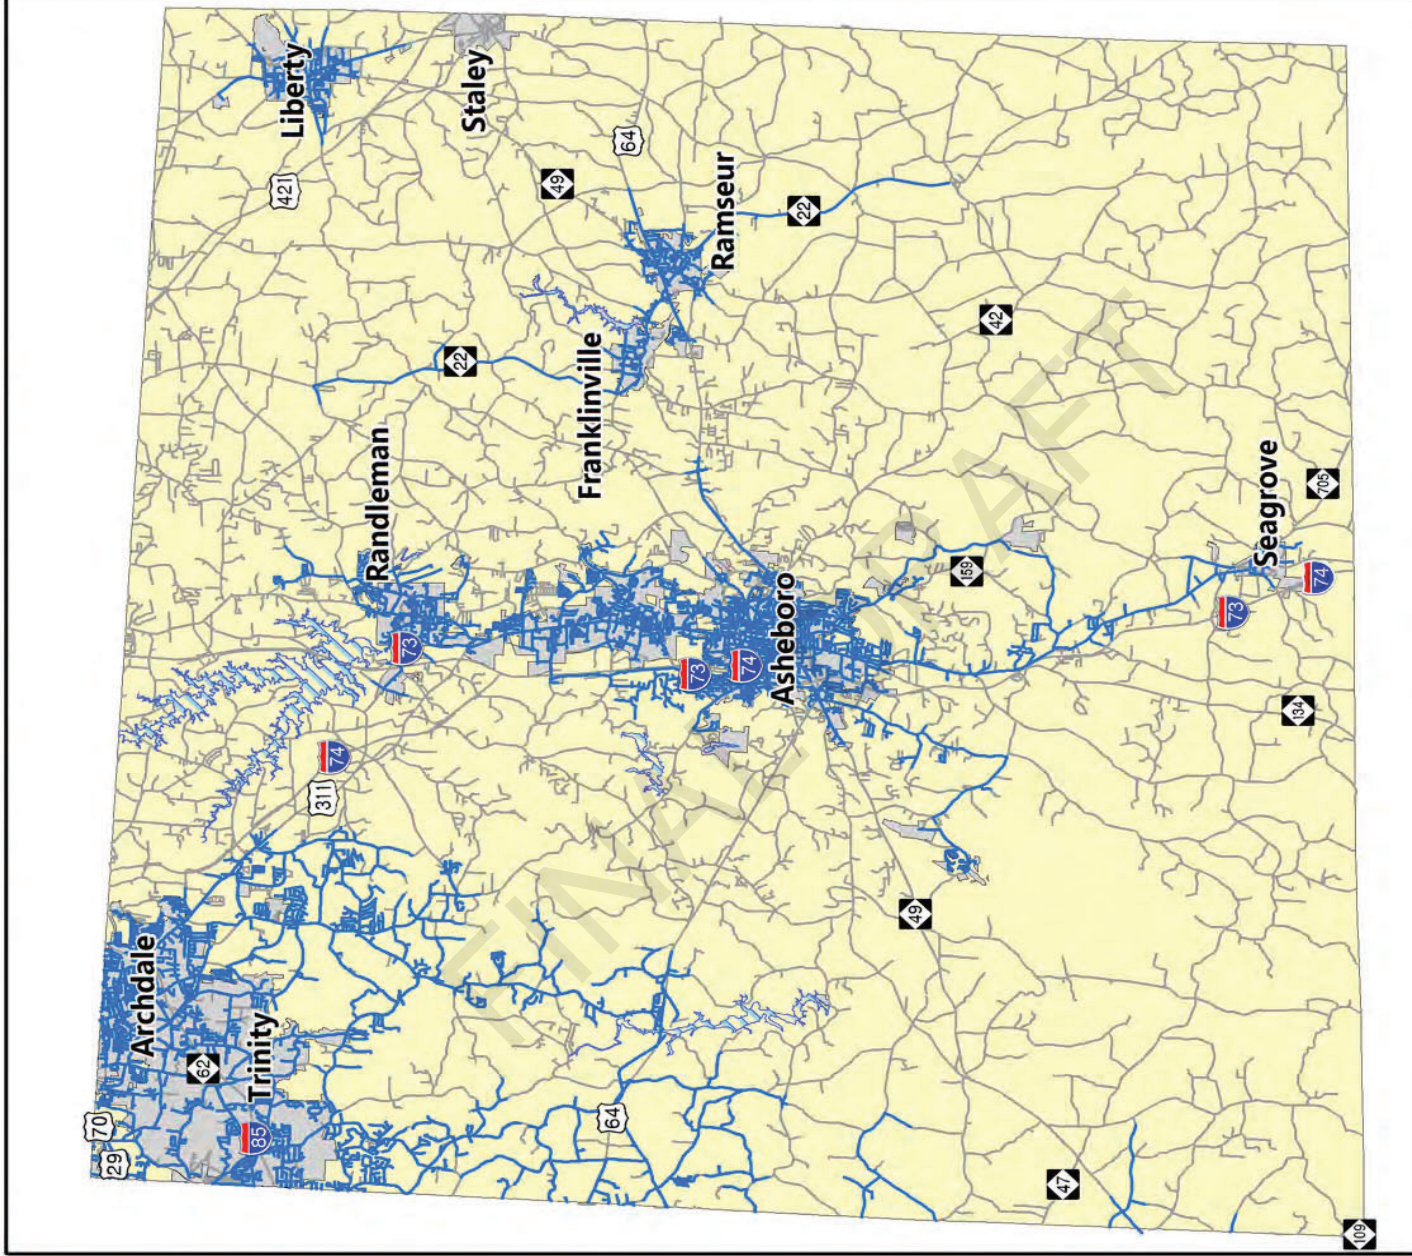 Liberty
Staley
421
49
64
Ramseur
22
22
Franklinville
42
Randleman
73
74
311
Asheboro
73
74
159
Seagrove
705
73
74
134
49
Archdale
Trinity
62
70
29
85
64
47
109
FINAL DRAFT